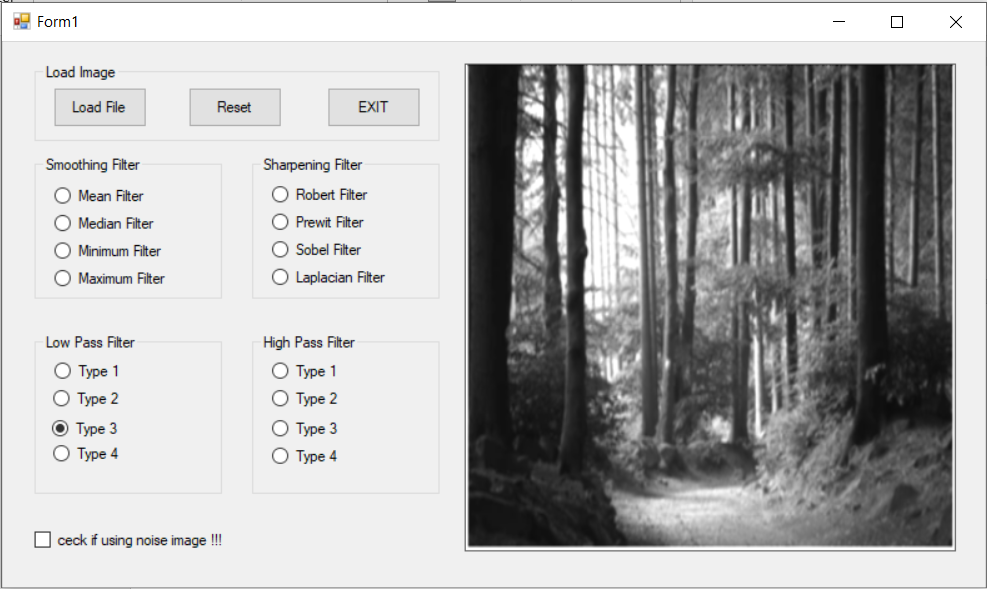 Form1
Load Image
Load File
Reset
EXIT
Smoothing Filter
Mean Filter
Median Filter
Minimum Filter
Maximum Filter
Sharpening Filter
Robert Filter
Prewit Filter
Sobel Filter
Laplacian Filter
Low Pass Filter
Type 1
Type 2
Type 3
Type 4
High Pass Filter
Type 1
Type 2
Type 3
Type 4
ceck if using noise image !!!